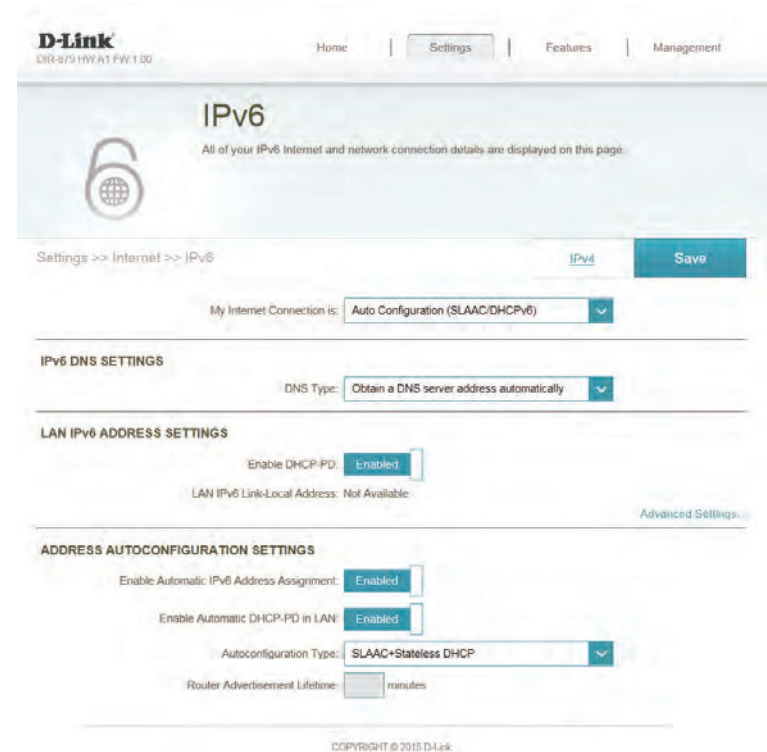 D-Link
DIR-879 HW:A1 FW:1.00
Home | Settings | Features | Management
IPv6
All of your IPv6 Internet and network connection details are displayed on this page.
Settings >> Internet >> IPv6
IPv4
Save
My Internet Connection is: Auto Configuration (SLAAC/DHCPv6)
IPv6 DNS SETTINGS
DNS Type: Obtain a DNS server address automatically
LAN IPv6 ADDRESS SETTINGS
Enable DHCP-PD: Enabled
LAN IPv6 Link-Local Address: Not Available
Advanced Settings...
ADDRESS AUTOCONFIGURATION SETTINGS
Enable Automatic IPv6 Address Assignment: Enabled
Enable Automatic DHCP-PD in LAN: Enabled
Autoconfiguration Type: SLAAC+Stateless DHCP
Router Advertisement Lifetime: minutes
COPYRIGHT © 2015 D-Link